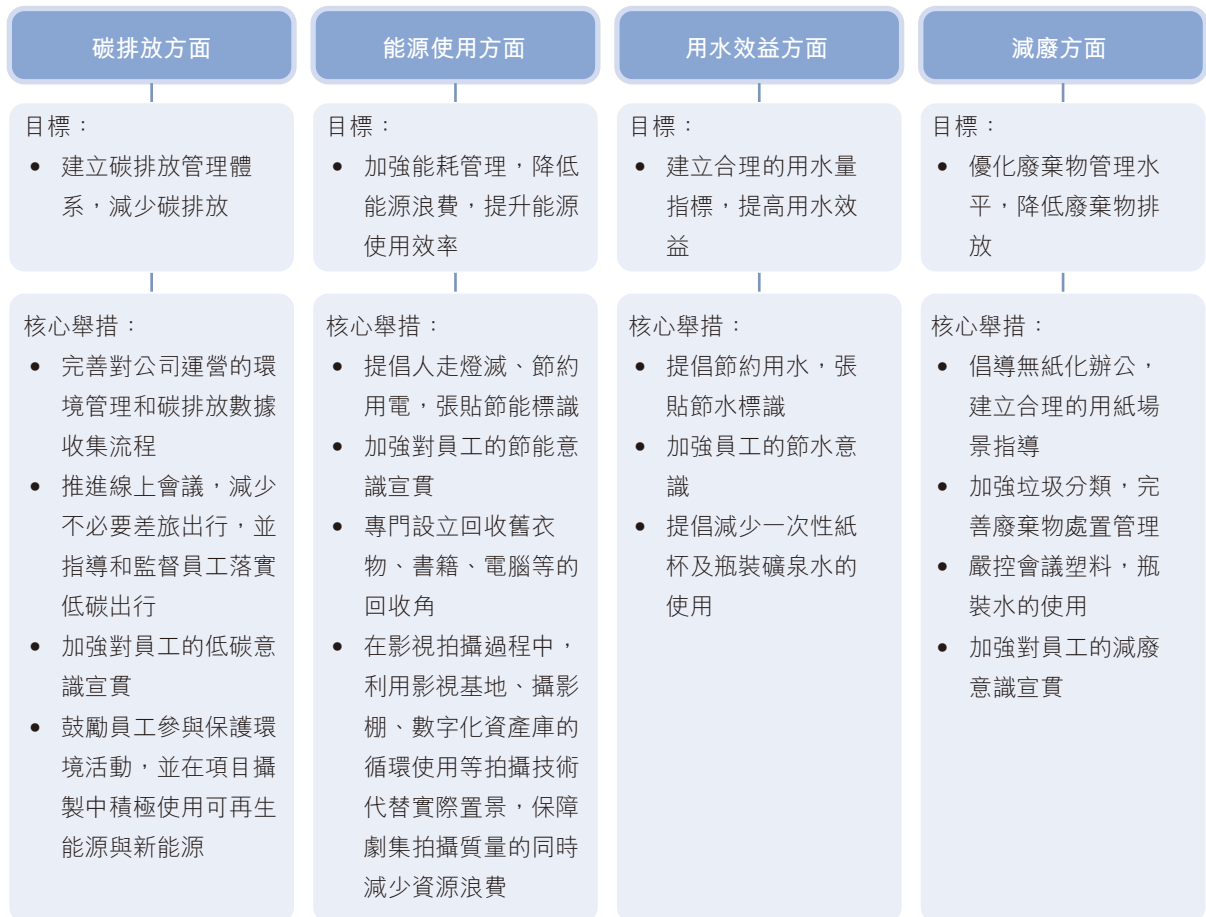 碳排放方面
目標：
• 建立碳排放管理體
系，減少碳排放
核心舉措：
• 完善對公司運營的環
境管理和碳排放數據
收集流程
• 推進線上會議，減少
不必要差旅出行，並
指導和監督員工落實
低碳出行
• 加強對員工的低碳意
識宣貫
• 鼓勵員工參與保護環
境活動，並在項目攝
製中積極使用可再生
能源與新能源
能源使用方面
目標：
• 加強能耗管理，降低
能源浪費，提升能源
使用效率
核心舉措：
• 提倡人走燈滅、節約
用電，張貼節能標識
• 加強對員工的節能意
識宣貫
• 專門設立回收舊衣
物、書籍、電腦等的
回收角
• 在影視拍攝過程中，
利用影視基地、攝影
棚、數字化資產庫的
循環使用等拍攝技術
代替實際置景，保障
劇集拍攝質量的同時
減少資源浪費
用水效益方面
目標：
• 建立合理的用水量
指標，提高用水效
益
核心舉措：
• 提倡節約用水，張
貼節水標識
• 加強員工的節水意
識
• 提倡減少一次性紙
杯及瓶裝礦泉水的
使用
減廢方面
目標：
• 優化廢棄物管理水
平，降低廢棄物排
放
核心舉措：
• 倡導無紙化辦公，
建立合理的用紙場
景指導
• 加強垃圾分類，完
善廢棄物處置管理
• 嚴控會議塑料，瓶
裝水的使用
• 加強對員工的減廢
意識宣貫